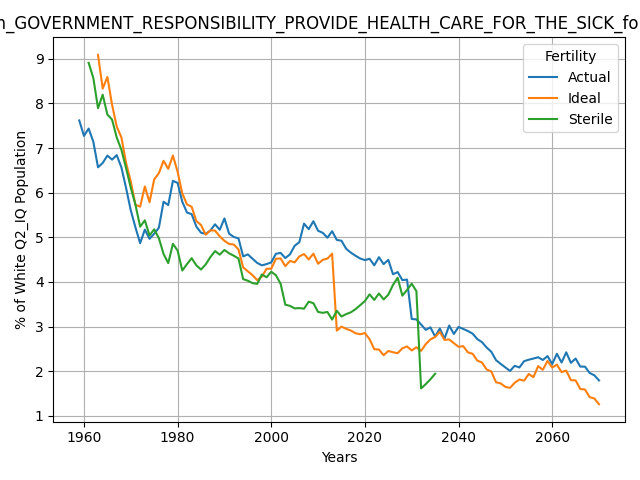 n_GOVERNMENT_RESPONSIBILITY_PROVIDE_HEALTH_CARE_FOR_THE_SICK_fo
Fertility
Actual
Ideal
Sterile
% of White Q2_IQ Population
9
8
7
6
5
4
3
2
1
1960 1980 2000 2020 2040 2060
Years